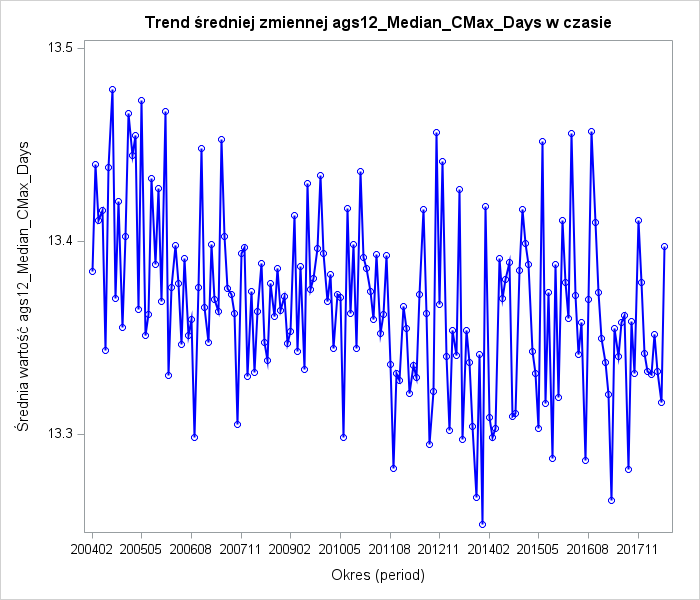 Trend średniej zmiennej ags12_Median_CMax_Days w czasie
Średnia wartość ags12_Median_CMax_Days
13.5
13.4
13.3
200402 200505 200608 200711 200902 201005 201108 201211 201402 201505 201608 201711
Okres (period)